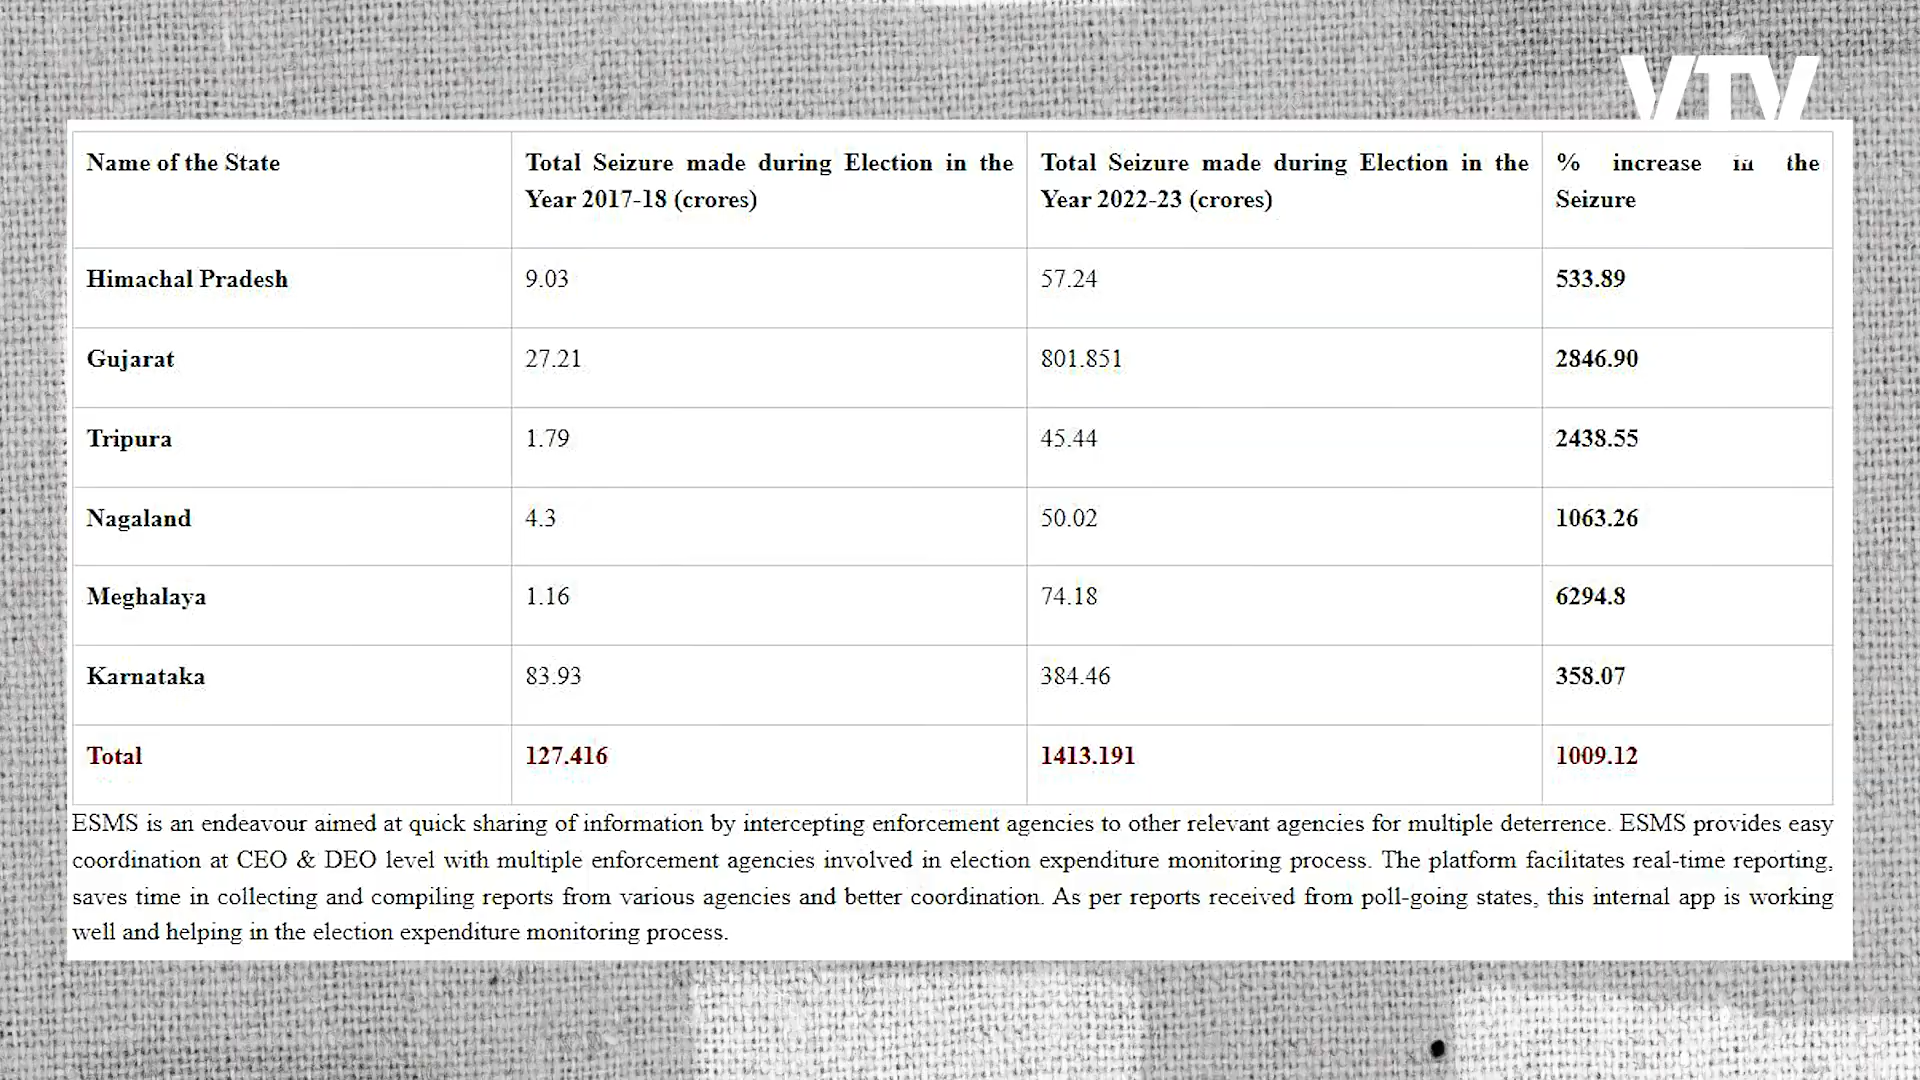 VTV
Name of the State
Total Seizure made during Election in the
Year 2017-18 (crores)
Total Seizure made during Election in the
Year 2022-23 (crores)
% increase in the
Seizure
Himachal Pradesh 9.03 57.24 533.89
Gujarat 27.21 801.851 2846.90
Tripura 1.79 45.44 2438.55
Nagaland 4.3 50.02 1063.26
Meghalaya 1.16 74.18 6294.8
Karnataka 83.93 384.46 358.07
Total 127.416 1413.191 1009.12
ESMS is an endeavour aimed at quick sharing of information by intercepting enforcement agencies to other relevant agencies for multiple deterrence. ESMS provides easy
coordination at CEO & DEO level with multiple enforcement agencies involved in election expenditure monitoring process. The platform facilitates real-time reporting,
saves time in collecting and compiling reports from various agencies and better coordination. As per reports received from poll-going states, this internal app is working
well and helping in the election expenditure monitoring process.